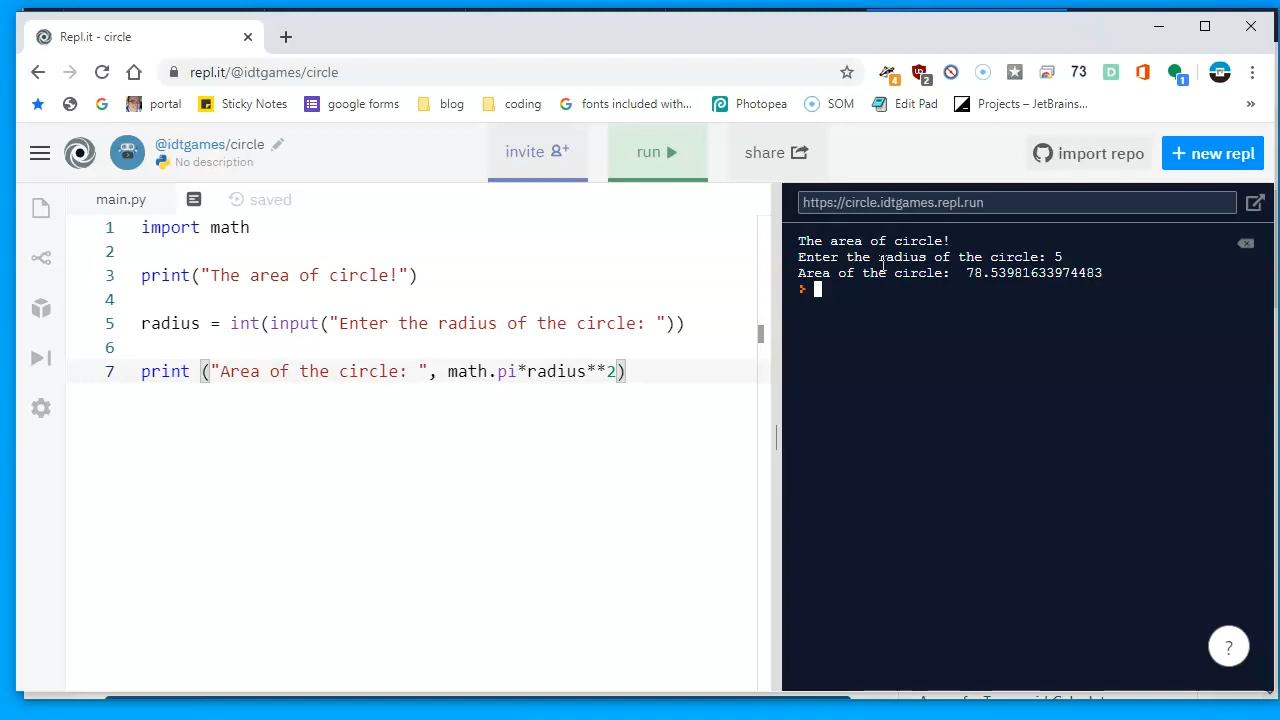 Repl.it - circle
repl.it/@idtgames/circle
4
2
73
D
1
portal
Sticky Notes
google forms
blog
coding
fonts included with...
Photopea
SOM
Edit Pad
Projects – JetBrains...
»
@idtgames/circle
No description
invite
run
share
import repo
+ new repl
main.py
saved
https://circle.idtgames.repl.run
1 import math
2
3 print("The area of circle!")
4
5 radius = int(input("Enter the radius of the circle: "))
6
7 print ("Area of the circle: ", math.pi*radius**2)
The area of circle!
Enter the radius of the circle: 5
Area of the circle:  78.53981633974483
?